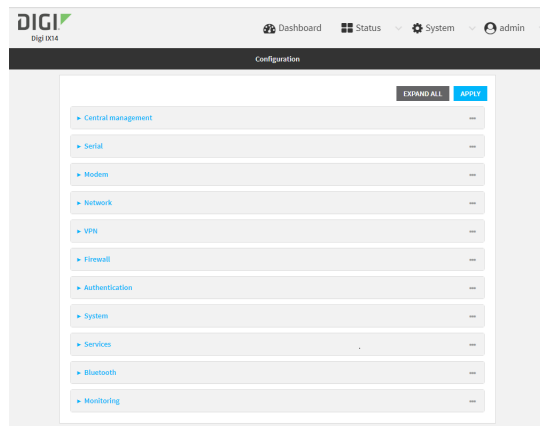 DIGI
Dashboard Status System admin
Digi IX14
Configuration
EXPAND ALL APPLY
Central management
Serial
Modem
Network
VPN
Firewall
Authentication
System
Services
Bluetooth
Monitoring